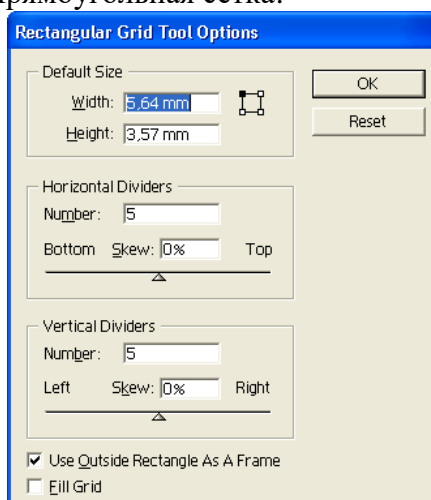 прямоугольная сетка.
Rectangular Grid Tool Options
Default Size
OK
Width: 5,64 mm
Reset
Height: 3,57 mm
Horizontal Dividers
Number: 5
Bottom Skew: 0% Top
Vertical Dividers
Number: 5
Left Skew: 0% Right
Use Outside Rectangle As A Frame
Fill Grid